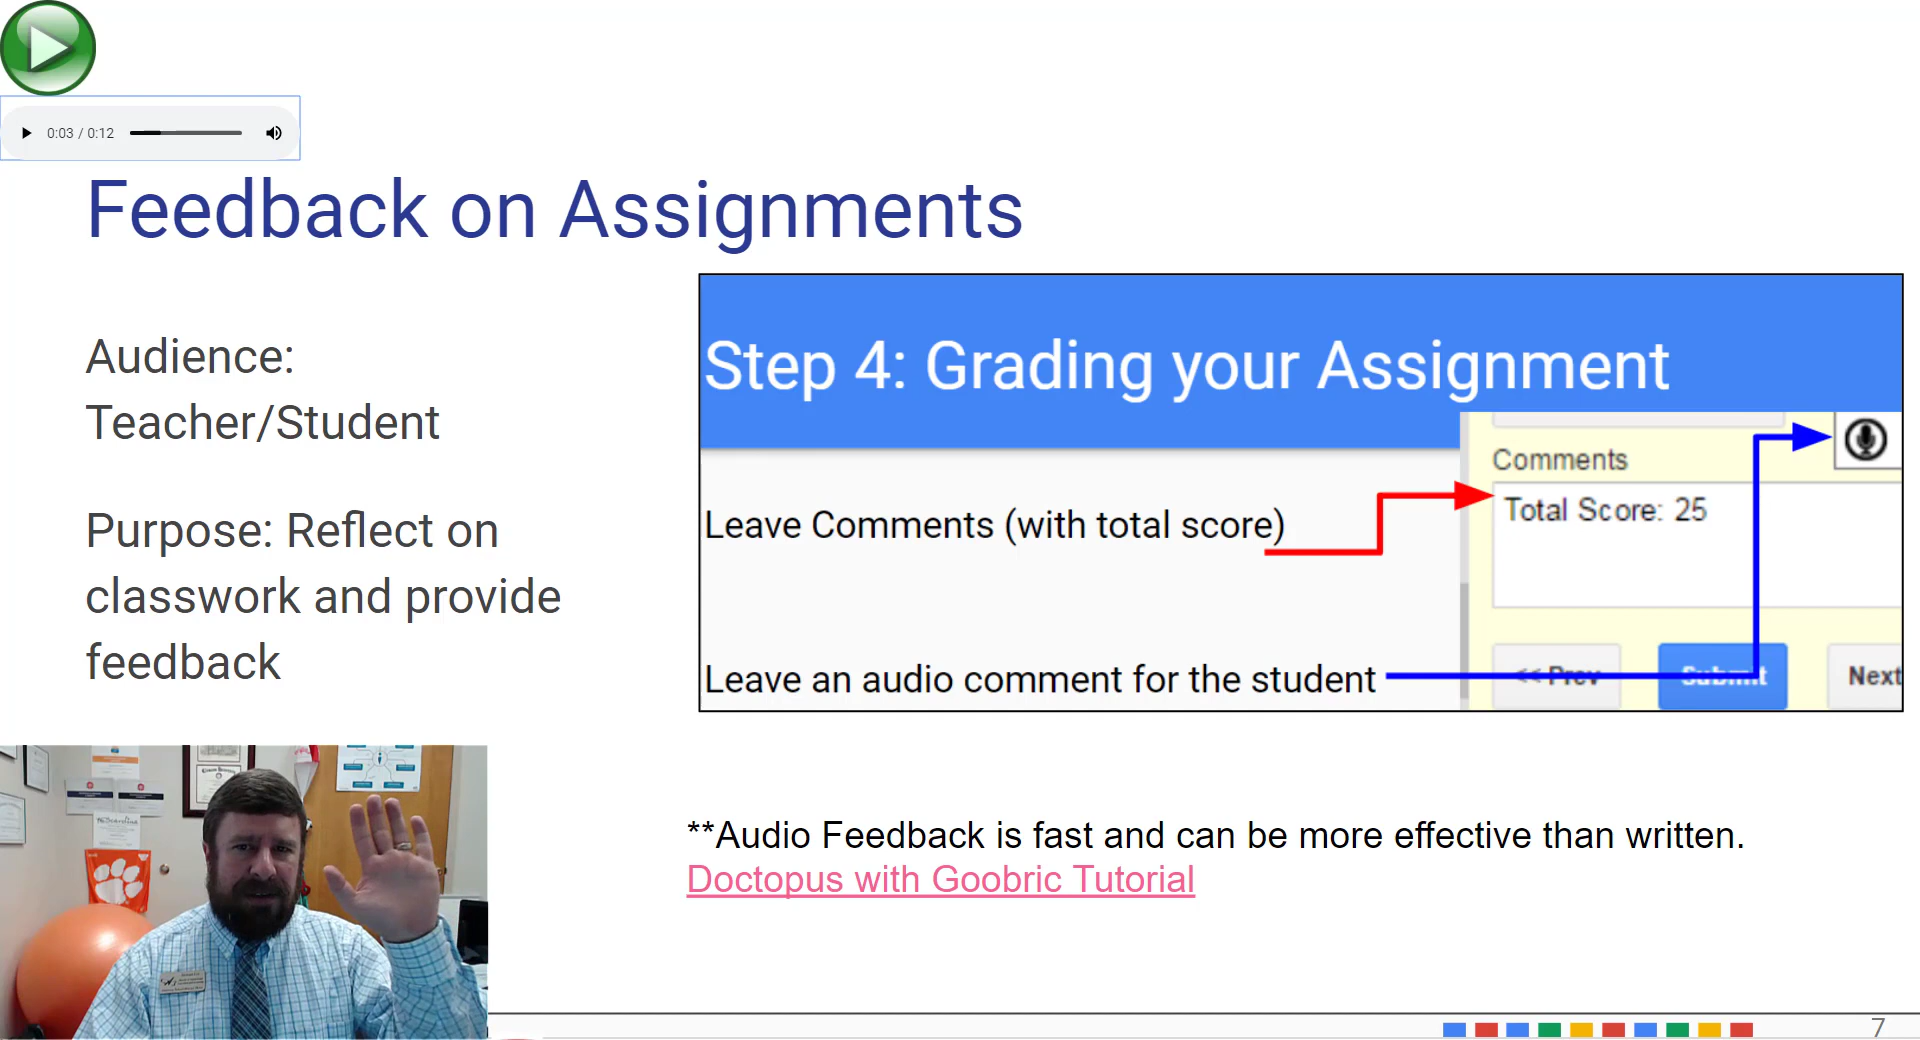 0:03 / 0:12
Feedback on Assignments
Audience:
Teacher/Student
Purpose: Reflect on
classwork and provide
feedback
Step 4: Grading your Assignment
Leave Comments (with total score)
Leave an audio comment for the student
Comments
Total Score: 25
<< Prev
Submit
Next
**Audio Feedback is fast and can be more effective than written.
Doctopus with Goobric Tutorial
7